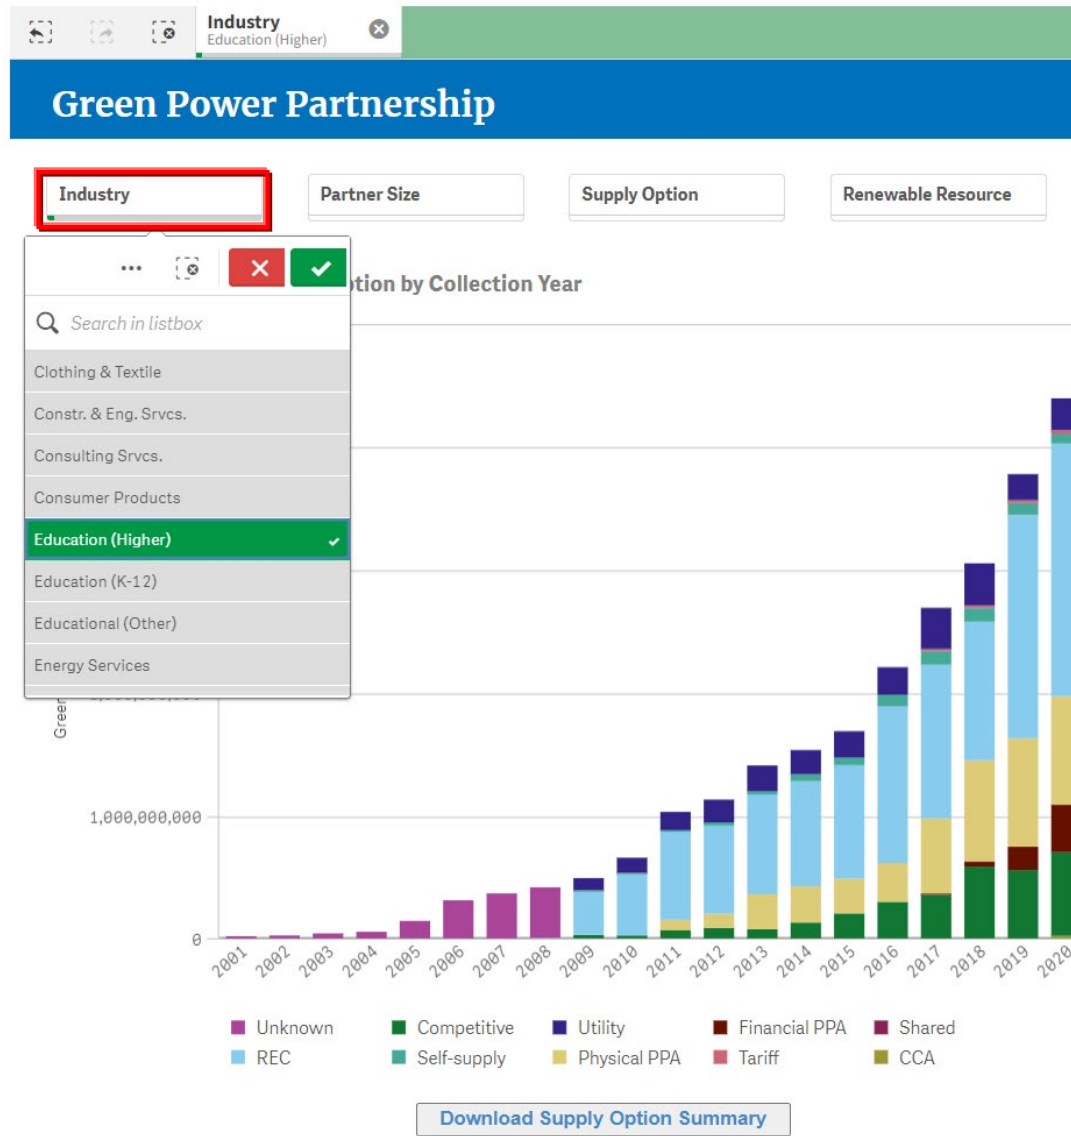 Industry
Education (Higher)
Green Power Partnership
Industry
Partner Size
Supply Option
Renewable Resource
ption by Collection Year
Search in listbox
Clothing & Textile
Constr. & Eng. Srvcs.
Consulting Srvcs.
Consumer Products
Education (Higher)
Education (K-12)
Educational (Other)
Energy Services
Green
1,000,000,000
0
2001 2002 2003 2004 2005 2006 2007 2008 2009 2010 2011 2012 2013 2014 2015 2016 2017 2018 2019 2020
Unknown Competitive Utility Financial PPA Shared
REC Self-supply Physical PPA Tariff CCA
Download Supply Option Summary